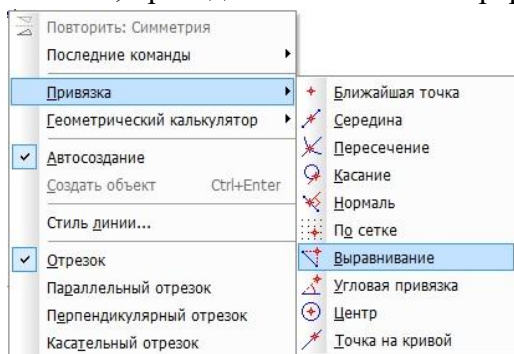 Повторить: Симметрия
Последние команды
Привязка
Геометрический калькулятор
Автосоздание
Создать объект Ctrl+Enter
Стиль линии...
Отрезок
Параллельный отрезок
Перпендикулярный отрезок
Касательный отрезок
Ближайшая точка
Середина
Пересечение
Касание
Нормаль
По сетке
Выравнивание
Угловая привязка
Центр
Точка на кривой